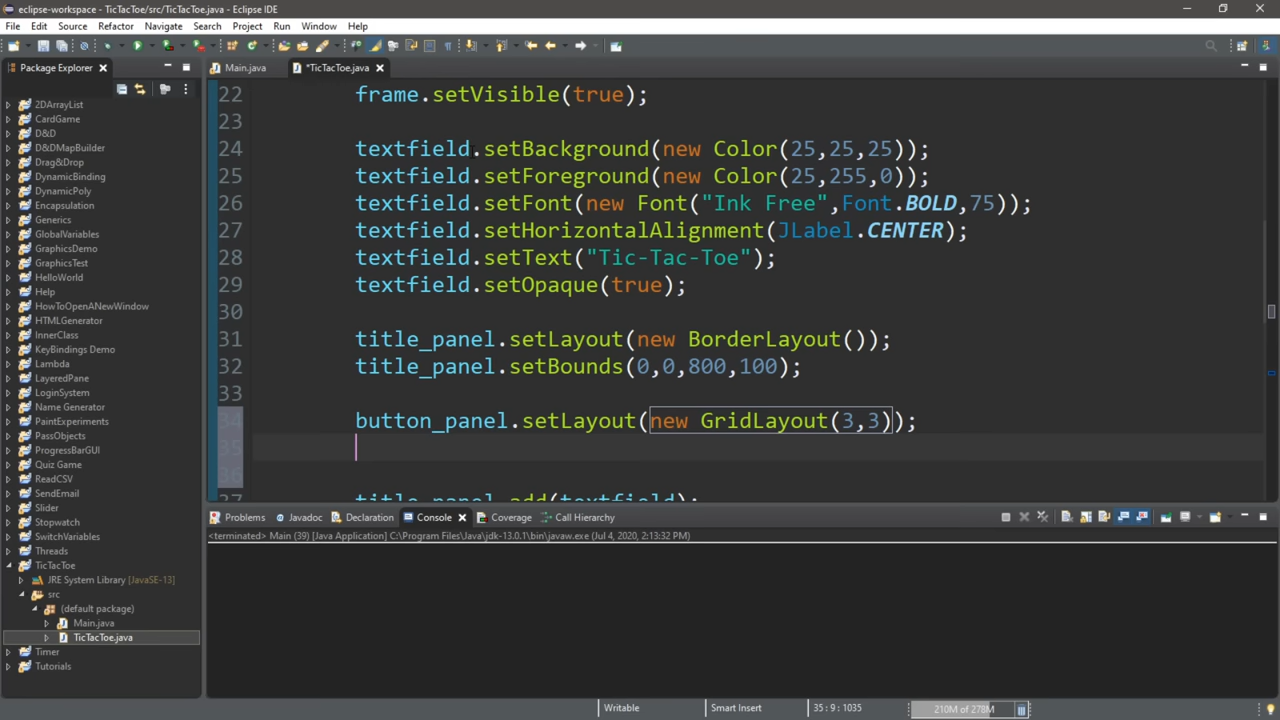 eclipse-workspace - TicTacToe/src/TicTacToe.java - Eclipse IDE
File Edit Source Refactor Navigate Search Project Run Window Help
Package Explorer
Main.java *TicTacToe.java
2DArrayList
CardGame
D&D
D&DMapBuilder
Drag&Drop
DynamicBinding
DynamicPoly
Encapsulation
Generics
GlobalVariables
GraphicsDemo
GraphicsTest
HelloWorld
Help
HowToOpenANewWindow
HTMLGenerator
InnerClass
KeyBindings Demo
Lambda
LayeredPane
LoginSystem
Name Generator
PaintExperiments
PassObjects
ProgressBarGUI
Quiz Game
ReadCSV
SendEmail
Slider
Stopwatch
SwitchVariables
Threads
TicTacToe
JRE System Library [JavaSE-13]
src
(default package)
Main.java
TicTacToe.java
Timer
Tutorials
22 frame.setVisible(true);
23
24 textfield.setBackground(new Color(25,25,25));
25 textfield.setForeground(new Color(25,255,0));
26 textfield.setFont(new Font("Ink Free",Font.BOLD,75));
27 textfield.setHorizontalAlignment(JLabel.CENTER);
28 textfield.setText("Tic-Tac-Toe");
29 textfield.setOpaque(true);
30
31 title_panel.setLayout(new BorderLayout());
32 title_panel.setBounds(0,0,800,100);
33
34 button_panel.setLayout(new GridLayout(3,3));
35
36
37 title_panel.add(textfield);
Problems Javadoc Declaration Console Coverage Call Hierarchy
<terminated> Main (39) [Java Application] C:\Program Files\Java\jdk-13.0.1\bin\javaw.exe (Jul 4, 2020, 2:13:32 PM)
Writable Smart Insert 35 : 9 : 1035 210M of 278M